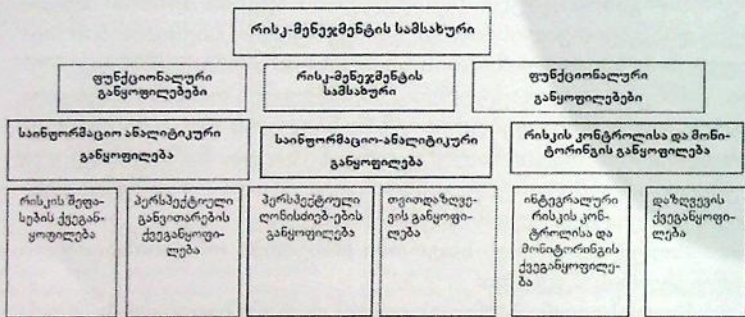 რისკ-მენეჯმენტის სამსახური
ფუნქციონალური
განყოფილებები
რისკ-მენეჯმენტის
სამსახური
ფუნქციონალური
განყოფილებები
საინფორმაციო ანალიტიკური
განყოფილება
საინფორმაციო-ანალიტიკური
განყოფილება
რისკის კონტროლისა და მონი-
ტორინგის განყოფილება
რისკის შეფა-
სების ქვეგან-
ყოფილება
პერსპექტიული
განვითარების
ქვეგანყოფი-
ლება
პერსპექტიული
ღონისძიებ-ების
განყოფილება
თვითდაზღვე-
ვის განყოფი-
ლება
ინტეგრალური
რისკის კონ-
ტროლისა და
მონიტორინგის
ქვეგანყოფილე-
ბა
დაზღვევის
ქვეგანყოფი-
ლება